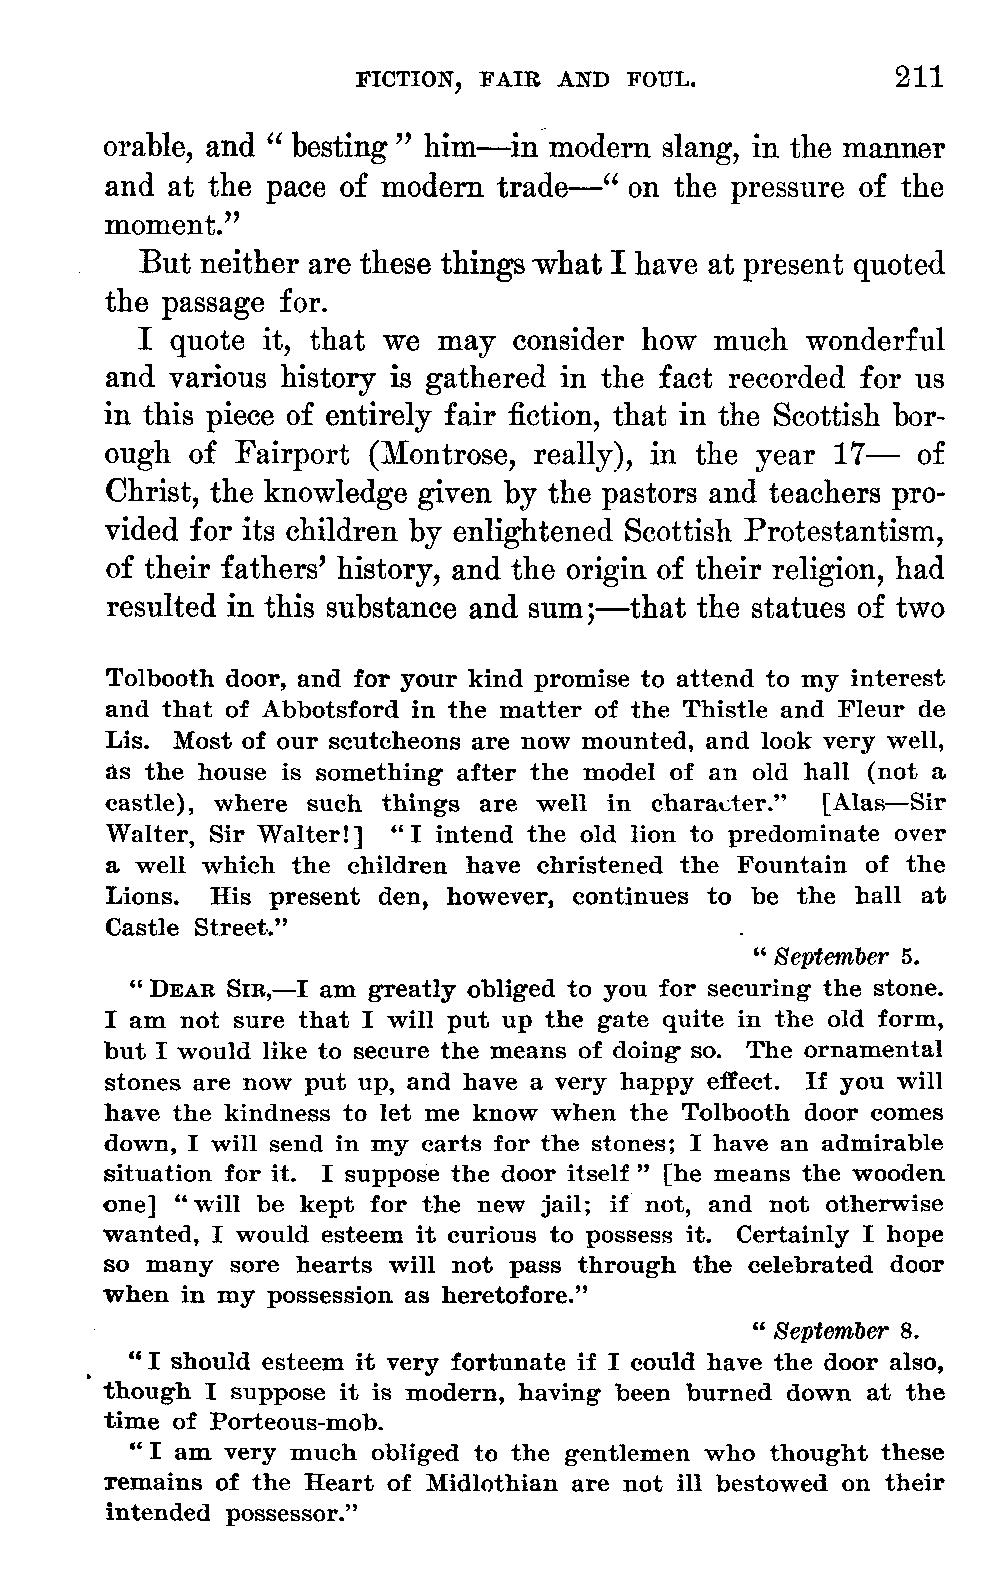 FICTION, FAIR AND FOUL. 211
orable, and “ besting ” him—in modern slang, in the manner
and at the pace of modern trade—“ on the pressure of the
moment.”
But neither are these things what I have at present quoted
the passage for.
I quote it, that we may consider how much wonderful
and various history is gathered in the fact recorded for us
in this piece of entirely fair fiction, that in the Scottish bor-
ough of Fairport (Montrose, really), in the year 17— of
Christ, the knowledge given by the pastors and teachers pro-
vided for its children by enlightened Scottish Protestantism,
of their fathers’ history, and the origin of their religion, had
resulted in this substance and sum;—that the statues of two
Tolbooth door, and for your kind promise to attend to my interest
and that of Abbotsford in the matter of the Thistle and Fleur de
Lis. Most of our scutcheons are now mounted, and look very well,
as the house is something after the model of an old hall (not a
castle), where such things are well in character.” [Alas—Sir
Walter, Sir Walter!] “I intend the old lion to predominate over
a well which the children have christened the Fountain of the
Lions. His present den, however, continues to be the hall at
Castle Street.”
“ September 5.
“ DEAR SIR,—I am greatly obliged to you for securing the stone.
I am not sure that I will put up the gate quite in the old form,
but I would like to secure the means of doing so. The ornamental
stones are now put up, and have a very happy effect. If you will
have the kindness to let me know when the Tolbooth door comes
down, I will send in my carts for the stones; I have an admirable
situation for it. I suppose the door itself ” [he means the wooden
one] “will be kept for the new jail; if not, and not otherwise
wanted, I would esteem it curious to possess it. Certainly I hope
so many sore hearts will not pass through the celebrated door
when in my possession as heretofore.”
“ September 8.
“I should esteem it very fortunate if I could have the door also,
though I suppose it is modern, having been burned down at the
time of Porteous-mob.
“I am very much obliged to the gentlemen who thought these
remains of the Heart of Midlothian are not ill bestowed on their
intended possessor.”